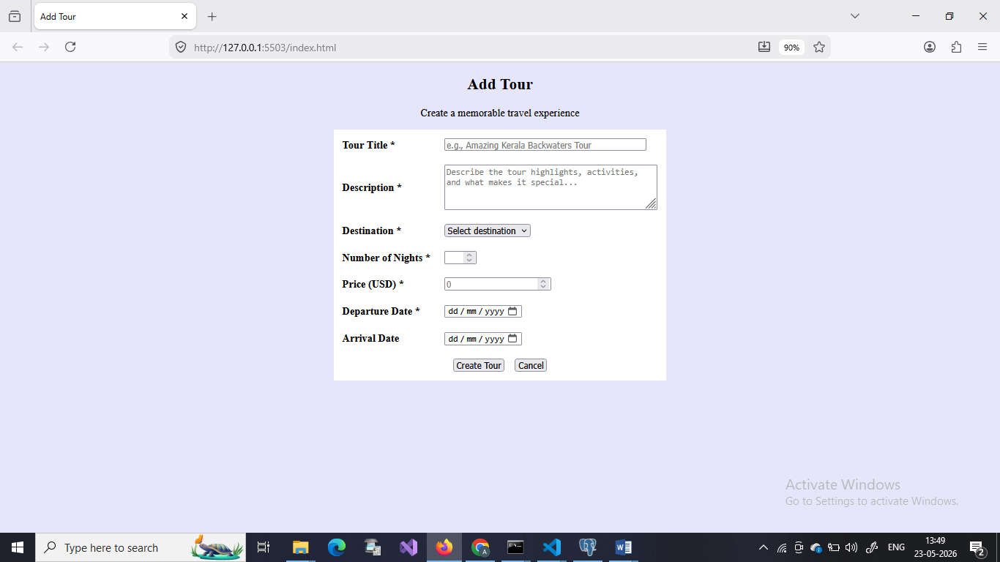 Add Tour
http://127.0.0.1:5503/index.html
90%
Add Tour
Create a memorable travel experience
Tour Title *
e.g., Amazing Kerala Backwaters Tour
Description *
Describe the tour highlights, activities,
and what makes it special...
Destination *
Select destination
Number of Nights *
Price (USD) *
0
Departure Date *
dd / mm / yyyy
Arrival Date
dd / mm / yyyy
Create Tour Cancel
Activate Windows
Go to Settings to activate Windows.
Type here to search
A
W
ENG
13:49
23-05-2026
2